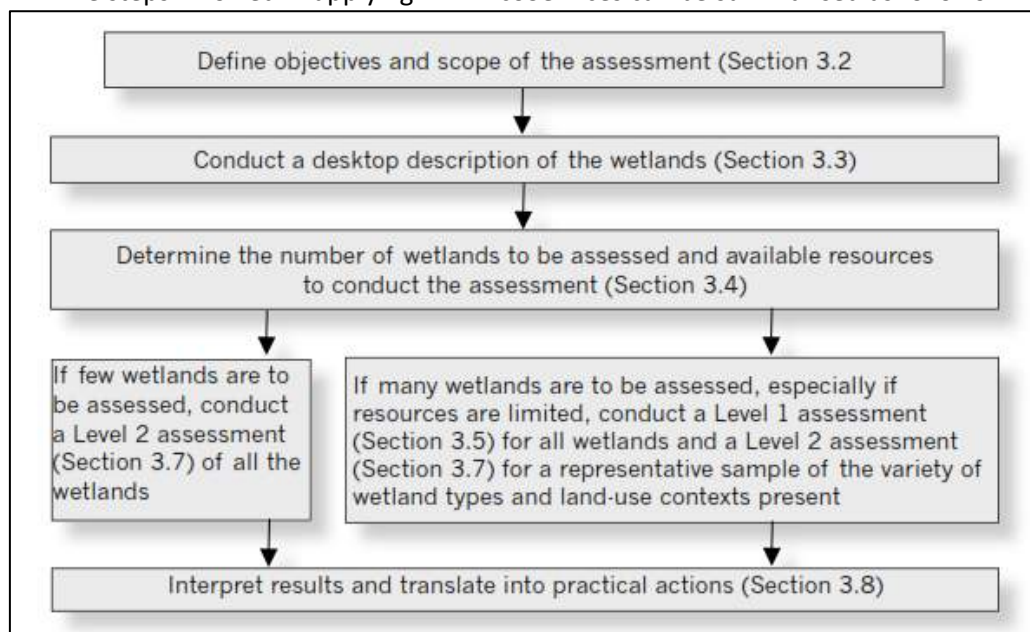 Define objectives and scope of the assessment (Section 3.2
Conduct a desktop description of the wetlands (Section 3.3)
Determine the number of wetlands to be assessed and available resources
to conduct the assessment (Section 3.4)
If few wetlands are to
be assessed, conduct
a Level 2 assessment
(Section 3.7) of all the
wetlands
If many wetlands are to be assessed, especially if
resources are limited, conduct a Level 1 assessment
(Section 3.5) for all wetlands and a Level 2 assessment
(Section 3.7) for a representative sample of the variety of
wetland types and land-use contexts present
Interpret results and translate into practical actions (Section 3.8)